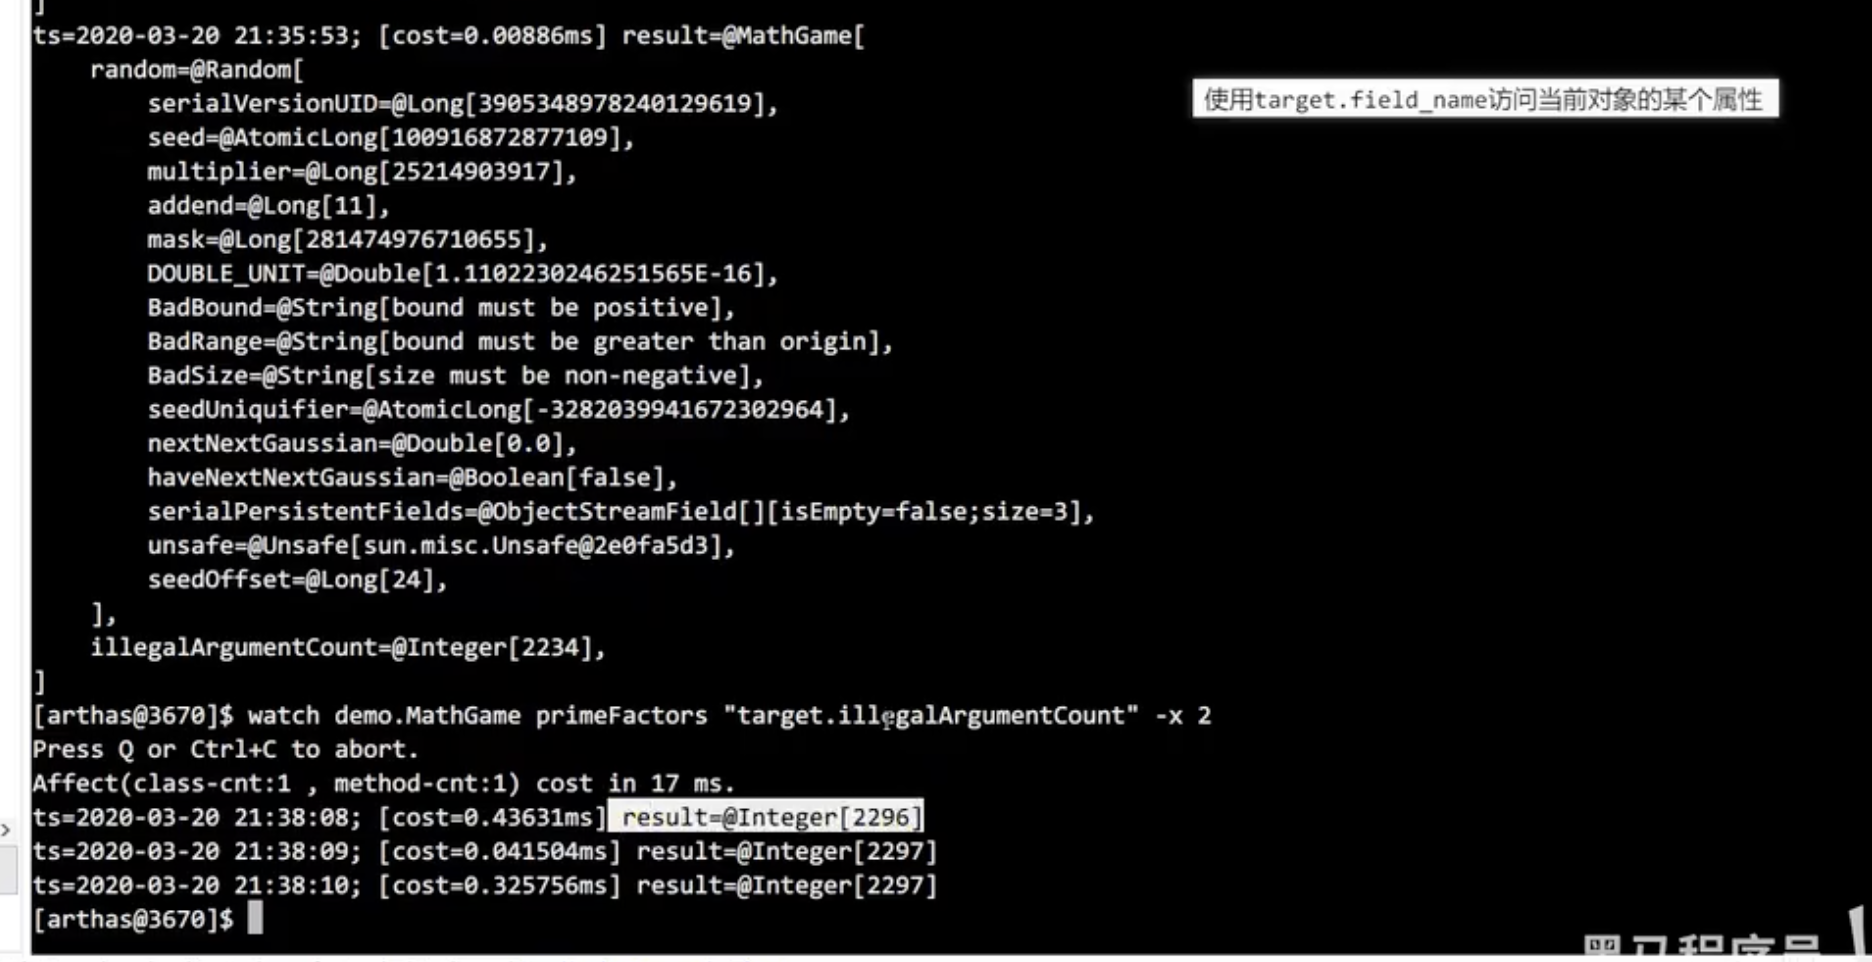 ]
ts=2020-03-20 21:35:53; [cost=0.00886ms] result=@MathGame[
    random=@Random[
使用target.field_name访问当前对象的某个属性
        serialVersionUID=@Long[3905348978240129619],
        seed=@AtomicLong[100916872877109],
        multiplier=@Long[25214903917],
        addend=@Long[11],
        mask=@Long[281474976710655],
        DOUBLE_UNIT=@Double[1.1102230246251565E-16],
        BadBound=@String[bound must be positive],
        BadRange=@String[bound must be greater than origin],
        BadSize=@String[size must be non-negative],
        seedUniquifier=@AtomicLong[-3282039941672302964],
        nextNextGaussian=@Double[0.0],
        haveNextNextGaussian=@Boolean[false],
        serialPersistentFields=@ObjectStreamField[][isEmpty=false;size=3],
        unsafe=@Unsafe[sun.misc.Unsafe@2e0fa5d3],
        seedOffset=@Long[24],
    ],
    illegalArgumentCount=@Integer[2234],
]
[arthas@3670]$ watch demo.MathGame primeFactors "target.illegalArgumentCount" -x 2
Press Q or Ctrl+C to abort.
Affect(class-cnt:1 , method-cnt:1) cost in 17 ms.
ts=2020-03-20 21:38:08; [cost=0.43631ms] result=@Integer[2296]
ts=2020-03-20 21:38:09; [cost=0.041504ms] result=@Integer[2297]
ts=2020-03-20 21:38:10; [cost=0.325756ms] result=@Integer[2297]
[arthas@3670]$
黑马程序员